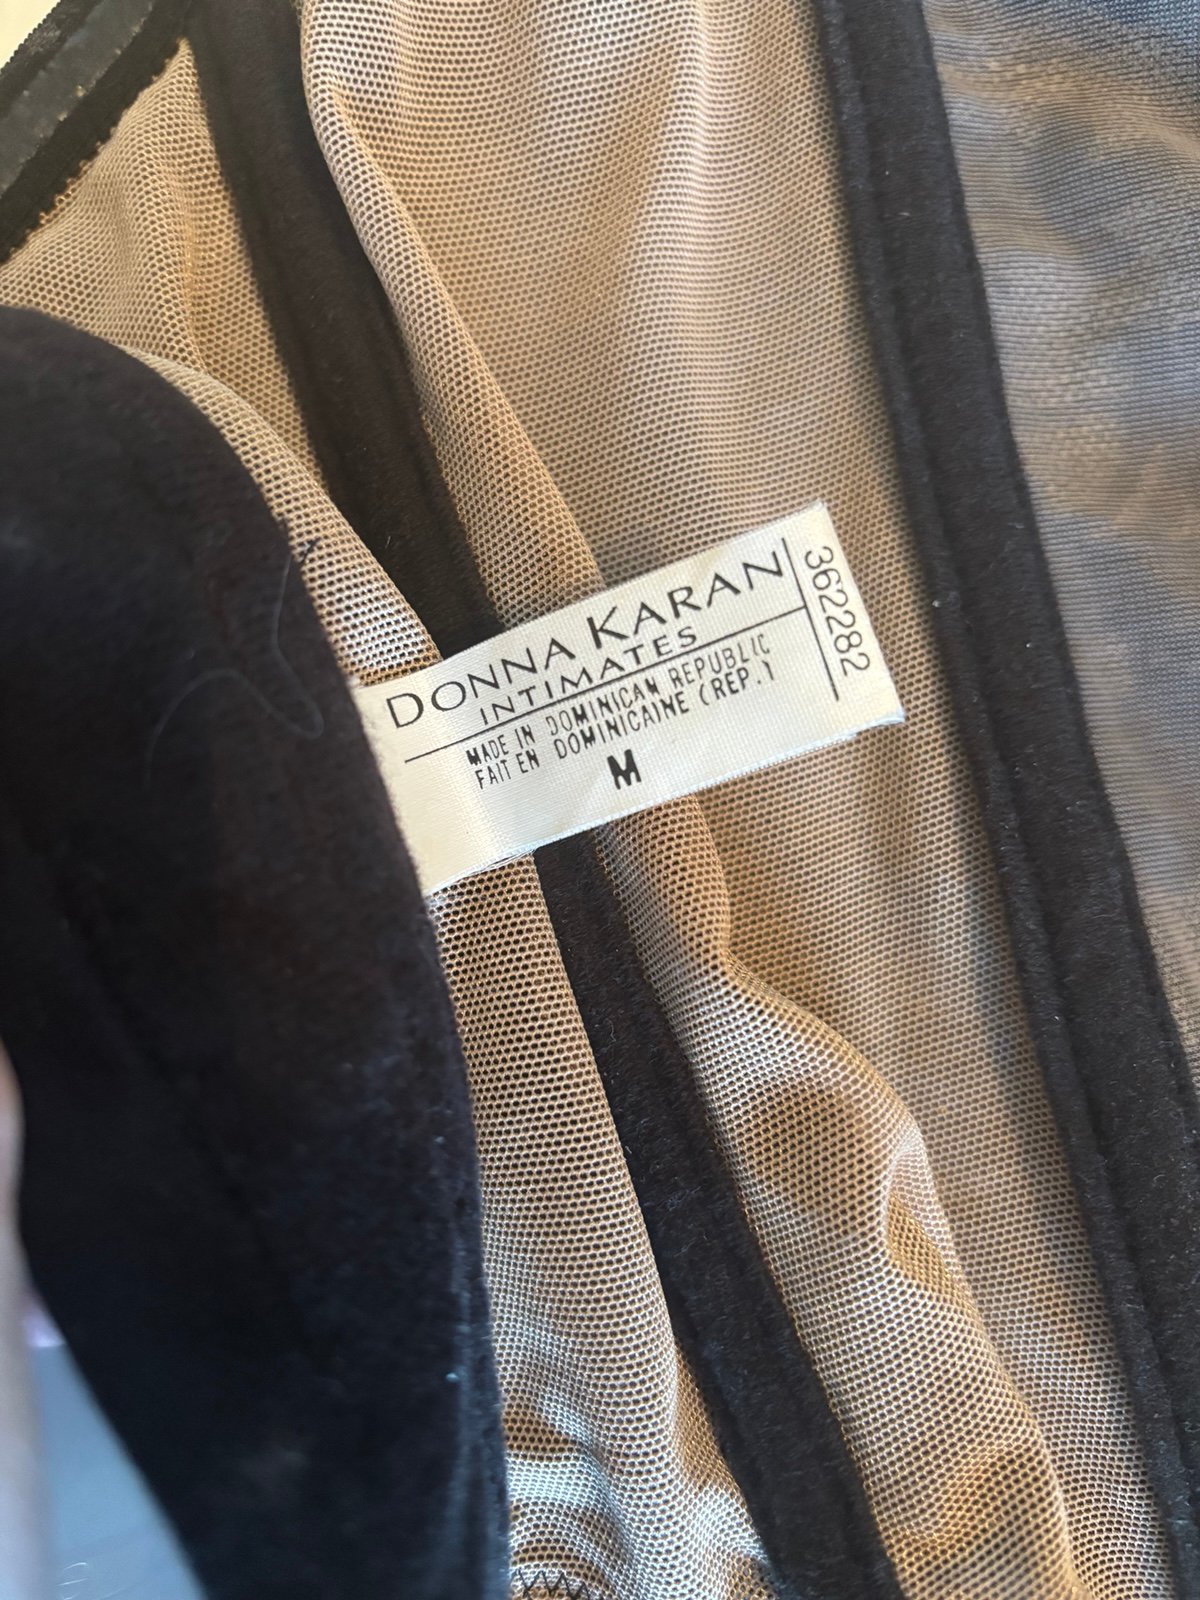 DONNA KARAN
INTIMATES
MADE IN DOMINICAN REPUBLIC
FAIT EN DOMINICAINE (REP.)
M
362282